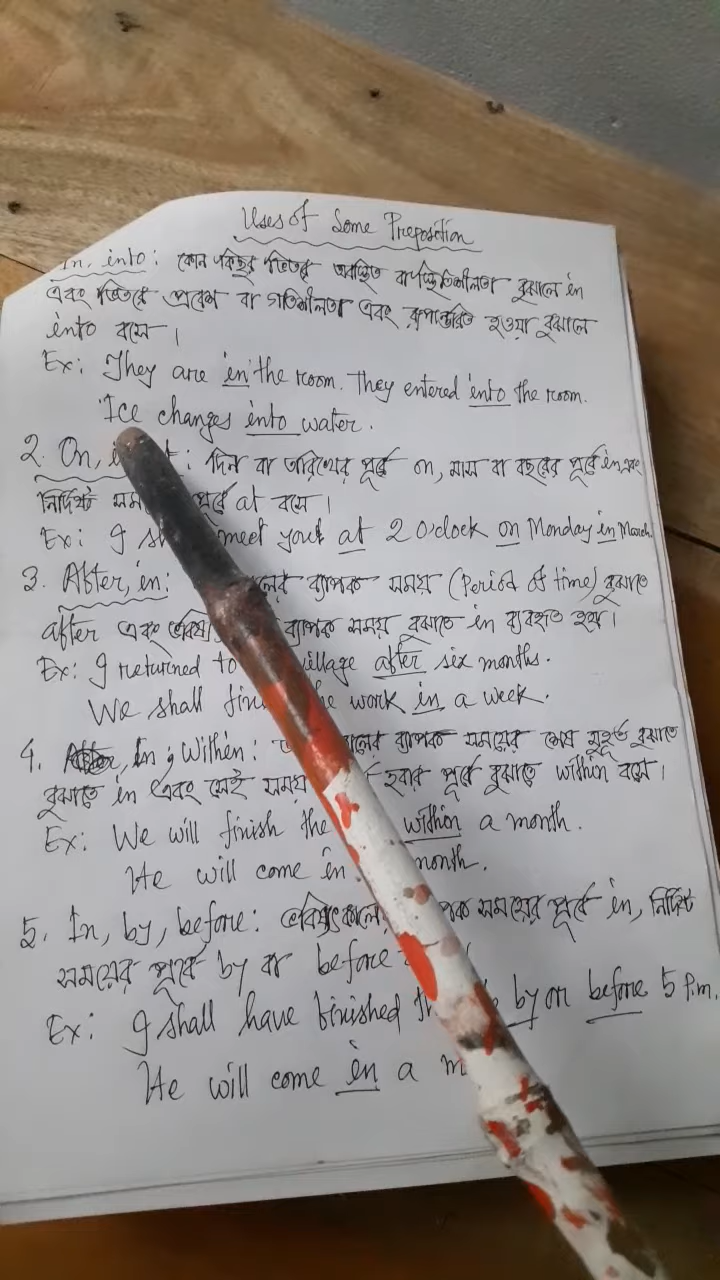 Uses of Some Preposition
In, into: কোন কিছুর ভিতরে অবস্থিত বা স্থিতিশীলতা বুঝালে in
এবং ভিতরে প্রবেশ বা গতিশীলতা এবং রূপান্তরিত হওয়া বুঝালে
into বসে।
Ex: They are in the room. They entered into the room.
Ice changes into water.
2. On, : দিন বা তারিখের পূর্বে on, মাস বা বছরের পূর্বে in এবং
নির্দিষ্ট পূর্বে at বসে।
Ex: I meet you at 2 O'clock on Monday in March.
3. After, in: ব্যাপক সময় (Period of time) বুঝাতে
after এবং ব্যাপক সময় বুঝাতে in ব্যবহৃত হয়।
Ex: I returned to village after six months.
We shall the work in a week.
4. In, Within: ব্যাপক সময়ের শেষ মুহূর্ত বুঝাতে
বুঝাতে in এবং সেই সময় হবার পূর্বে বুঝাতে within বসে।
Ex: We will finish the within a month.
He will come in month.
5. In, by, before: ভবিষ্যৎকালে সময়ের পূর্বে in, নির্দিষ্ট
সময়ের পূর্বে by বা before
Ex: I shall have finished by or before 5 P.m.
He will come in a